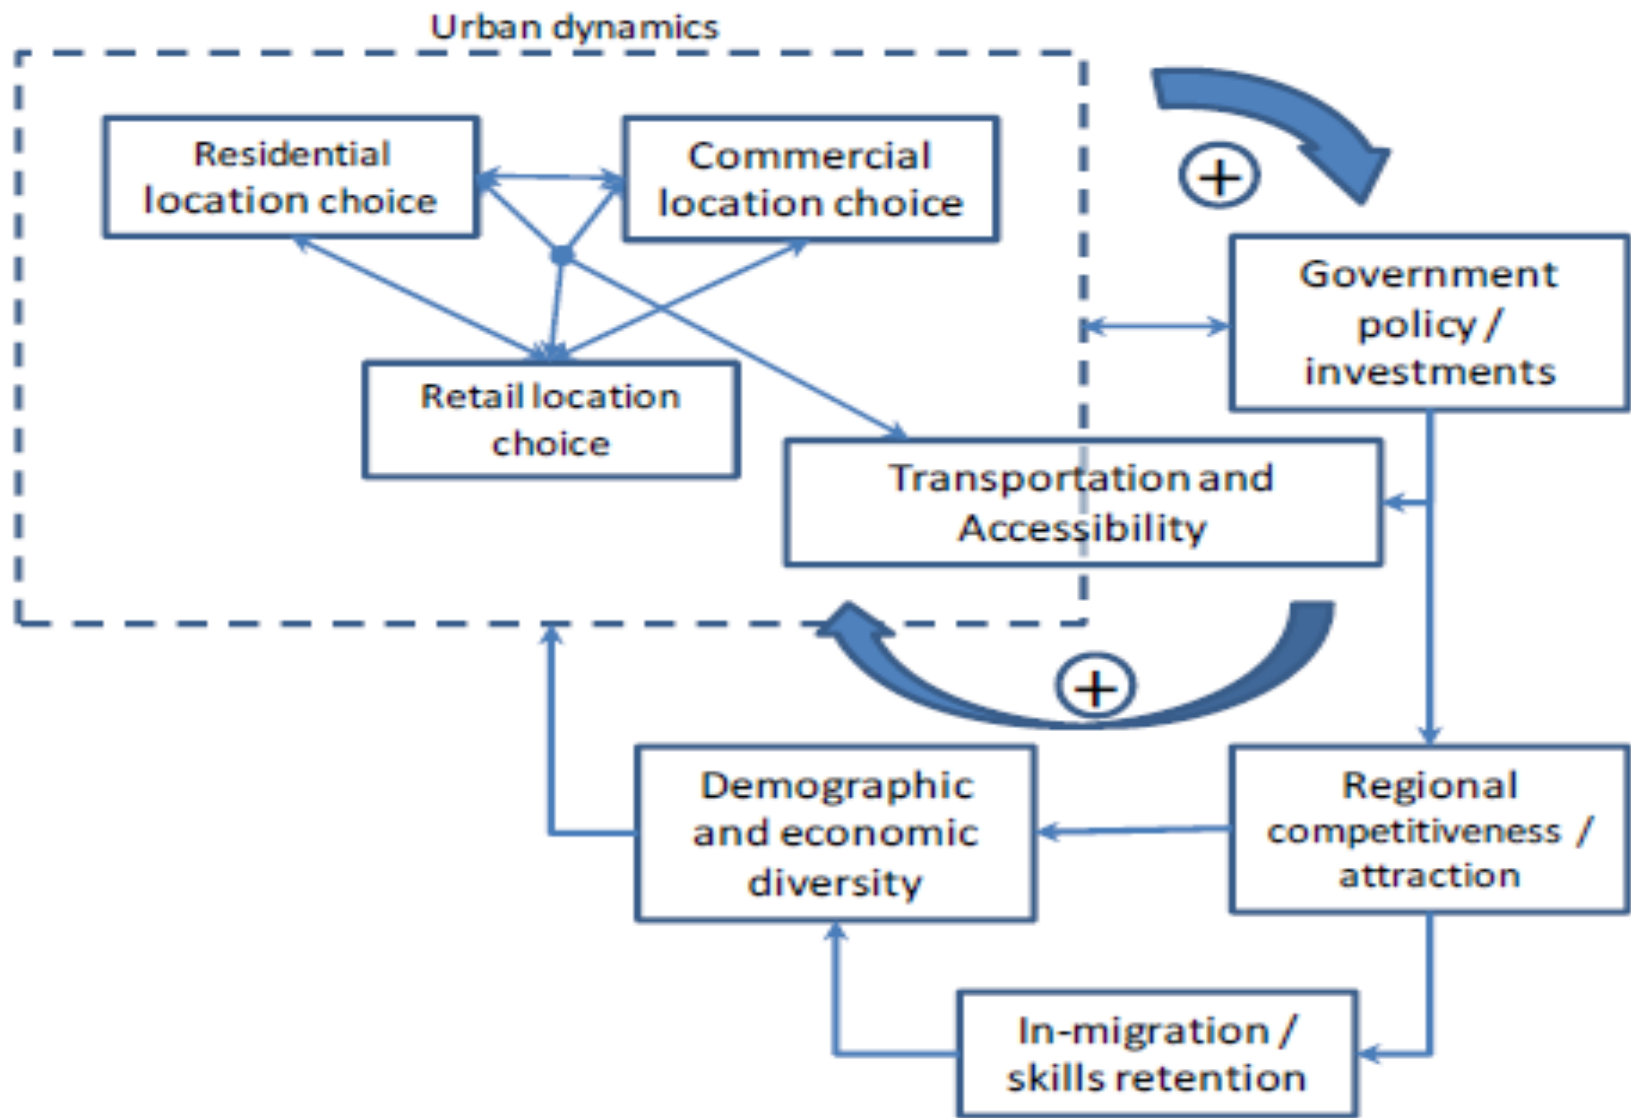 Urban dynamics
Residential
location choice
Commercial
location choice
+
Government
policy /
investments
Retail location
choice
Transportation and
Accessibility
+
Demographic
and economic
diversity
Regional
competitiveness /
attraction
In-migration /
skills retention